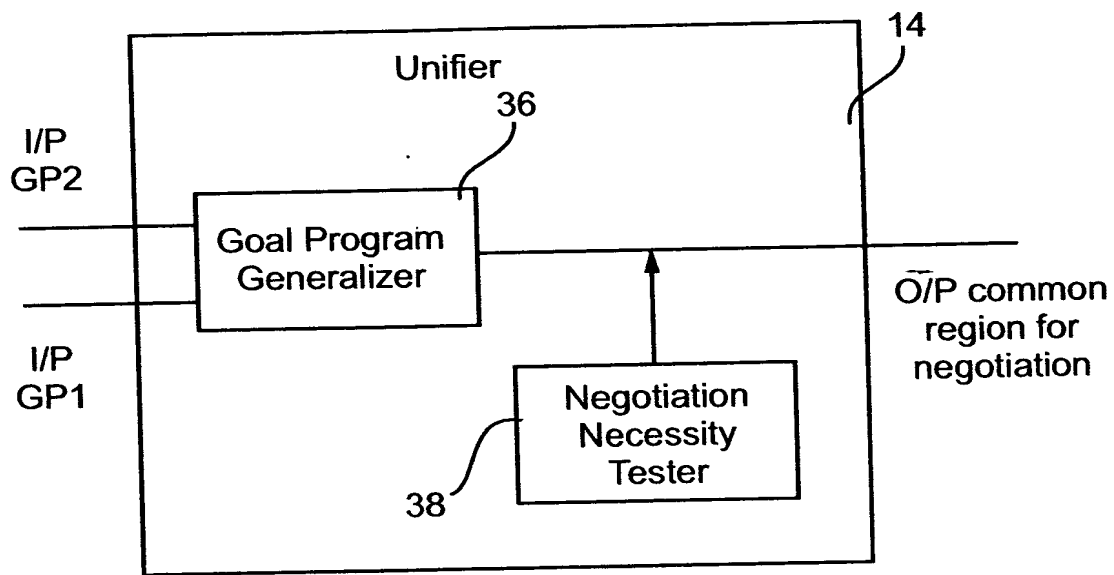 14
Unifier
36
I/P
GP2
Goal Program
Generalizer
O/P common
region for
negotiation
I/P
GP1
Negotiation
Necessity
Tester
38